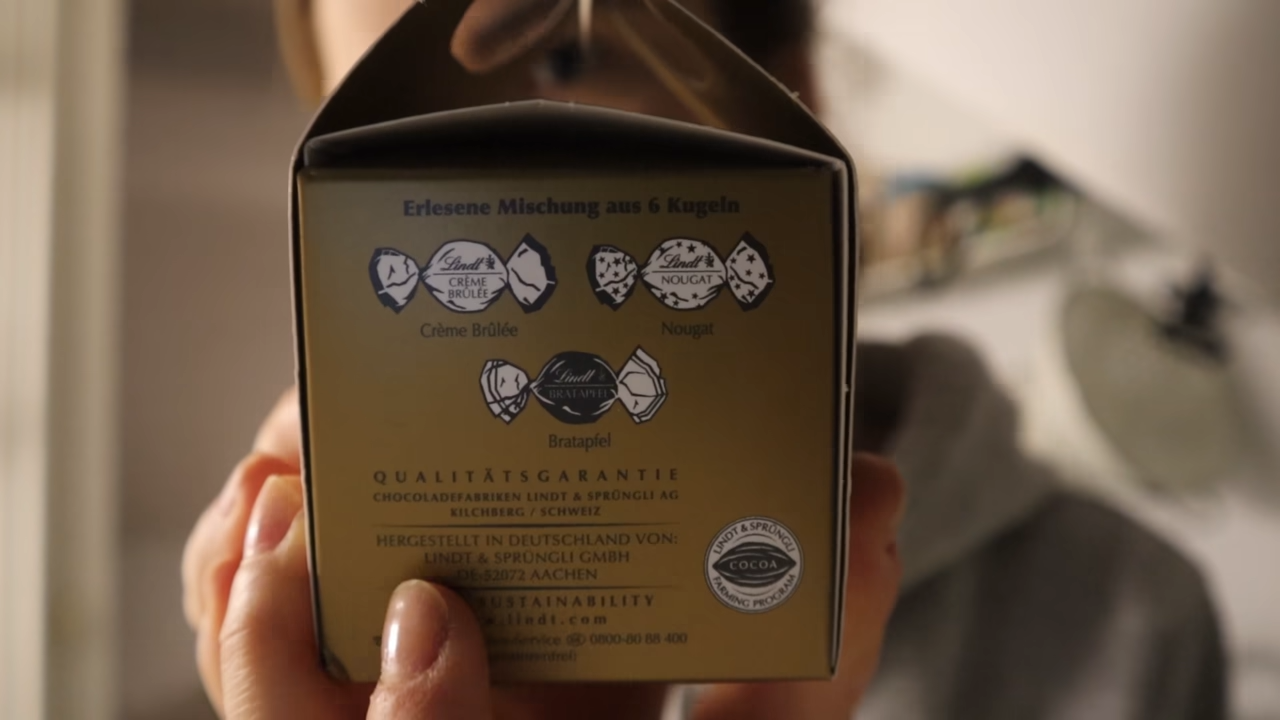 Erlesene Mischung aus 6 Kugeln
Lindt
CRÈME
BRÛLÉE
Lindt
NOUGAT
Crème Brûlée
Nougat
Lindt
BRATAPFEL
Bratapfel
QUALITÄTSGARANTIE
CHOCOLADEFABRIKEN LINDT & SPRÜNGLI AG
KILCHBERG / SCHWEIZ
HERGESTELLT IN DEUTSCHLAND VON:
LINDT & SPRÜNGLI GMBH
DE-52072 AACHEN
LINDT & SPRÜNGLI
COCOA
FARMING PROGRAM
SUSTAINABILITY
.lindt.com
0800-80 88 400